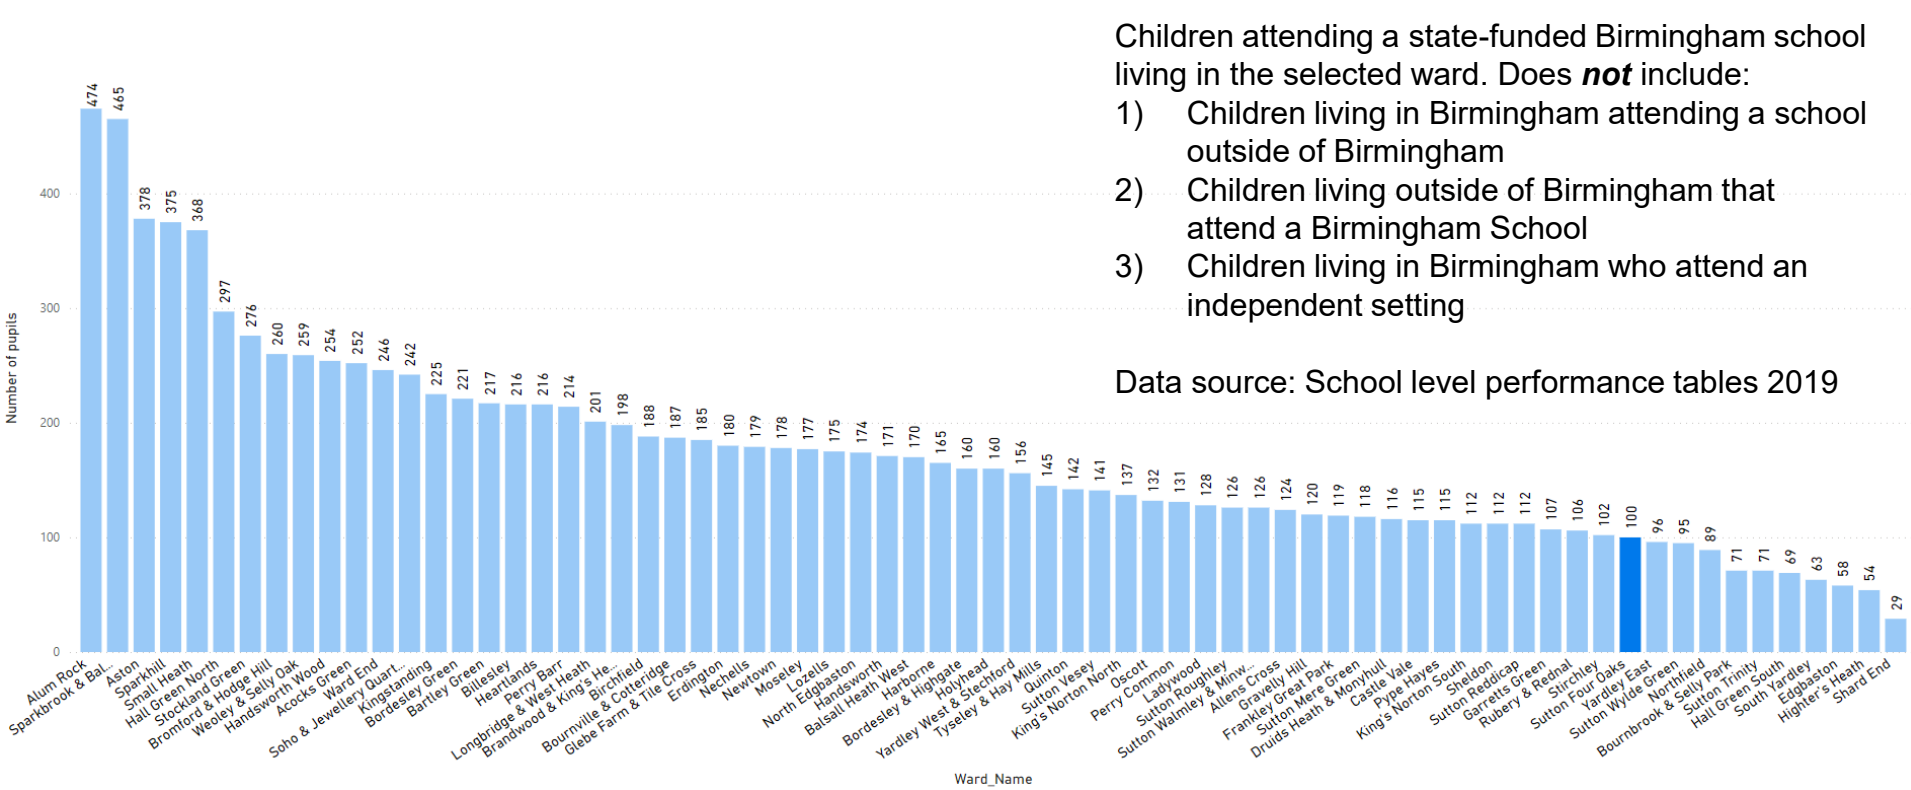 Children attending a state-funded Birmingham school
living in the selected ward. Does not include:
1) Children living in Birmingham attending a school
outside of Birmingham
2) Children living outside of Birmingham that
attend a Birmingham School
3) Children living in Birmingham who attend an
independent setting
Data source: School level performance tables 2019
Number of pupils
400
300
200
100
0
474
465
378
375
368
297
276
260
259
254
252
246
242
225
221
217
216
216
214
201
198
188
187
185
180
179
178
177
175
174
171
170
165
160
160
156
145
142
141
137
132
131
128
126
126
124
120
119
118
116
115
115
112
112
112
107
106
102
100
96
95
89
71
71
69
63
58
54
29
Alum Rock
Sparkbrook & Bal...
Aston
Sparkhill
Small Heath
Hall Green North
Stockland Green
Bromford & Hodge Hill
Weoley & Selly Oak
Handsworth Wood
Acocks Green
Ward End
Soho & Jewellery Quart...
Kingstanding
Bordesley Green
Bartley Green
Billesley
Heartlands
Perry Barr
Longbridge & West Heath
Brandwood & King's He...
Birchfield
Bournville & Cotteridge
Glebe Farm & Tile Cross
Erdington
Nechells
Newtown
Moseley
Lozells
North Edgbaston
Handsworth
Balsall Heath West
Harborne
Bordesley & Highgate
Holyhead
Yardley West & Stechford
Tyseley & Hay Mills
Quinton
Sutton Vesey
King's Norton North
Oscott
Perry Common
Ladywood
Sutton Roughley
Sutton Walmley & Minw...
Allens Cross
Gravelly Hill
Frankley Great Park
Sutton Mere Green
Druids Heath & Monyhull
Castle Vale
Pype Hayes
King's Norton South
Sheldon
Sutton Reddicap
Garretts Green
Rubery & Rednal
Stirchley
Sutton Four Oaks
Yardley East
Sutton Wylde Green
Northfield
Bournbrook & Selly Park
Sutton Trinity
Hall Green South
South Yardley
Edgbaston
Highter's Heath
Shard End
Ward_Name